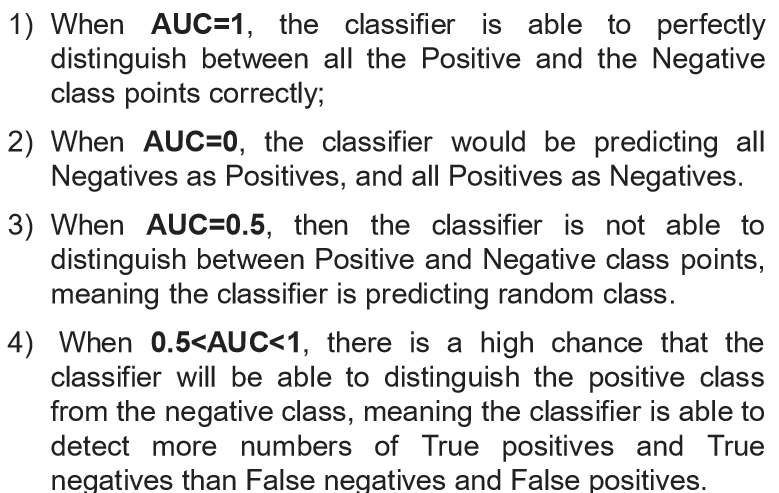 1) When AUC=1, the classifier is able to perfectly
distinguish between all the Positive and the Negative
class points correctly;
2) When AUC=0, the classifier would be predicting all
Negatives as Positives, and all Positives as Negatives.
3) When AUC=0.5, then the classifier is not able to
distinguish between Positive and Negative class points,
meaning the classifier is predicting random class.
4) When 0.5<AUC<1, there is a high chance that the
classifier will be able to distinguish the positive class
from the negative class, meaning the classifier is able to
detect more numbers of True positives and True
negatives than False negatives and False positives.